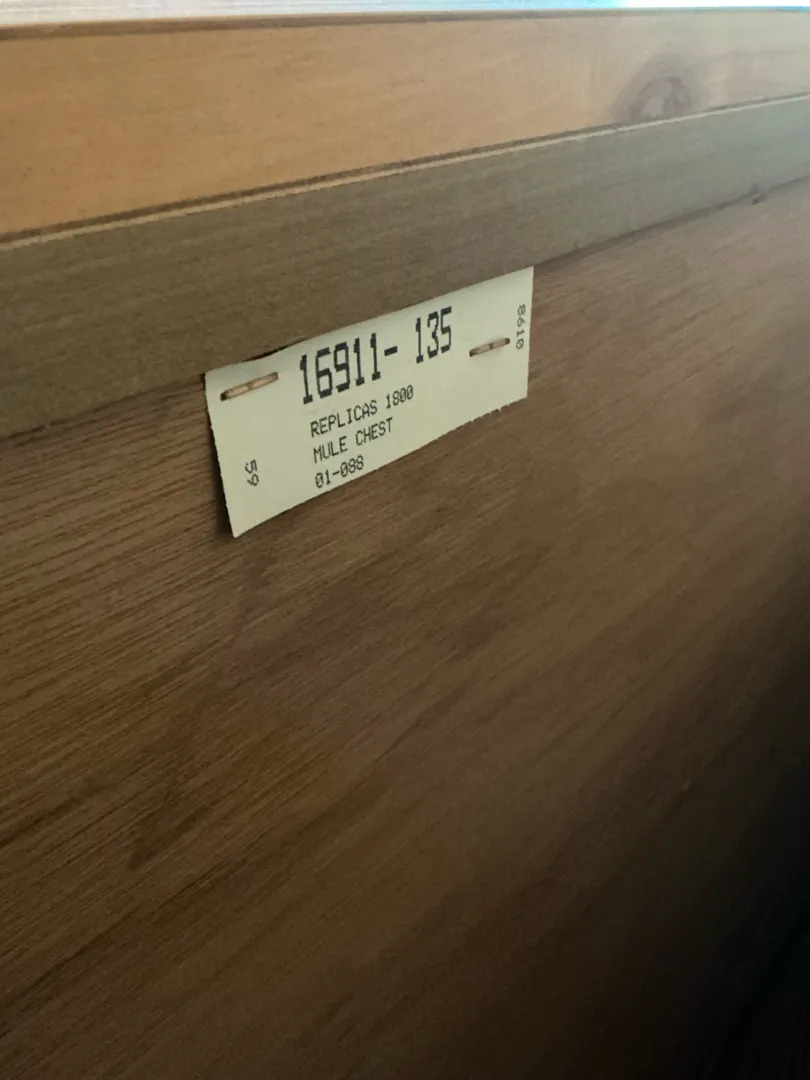 16911- 135
REPLICAS 1800
MULE CHEST
01-088
59
8610